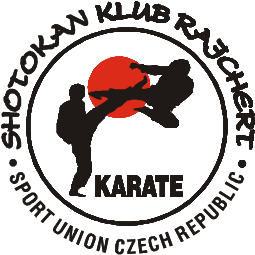 SHOTOKAN KLUB RAJCHERT
KARATE
• SPORT UNION CZECH REPUBLIC •